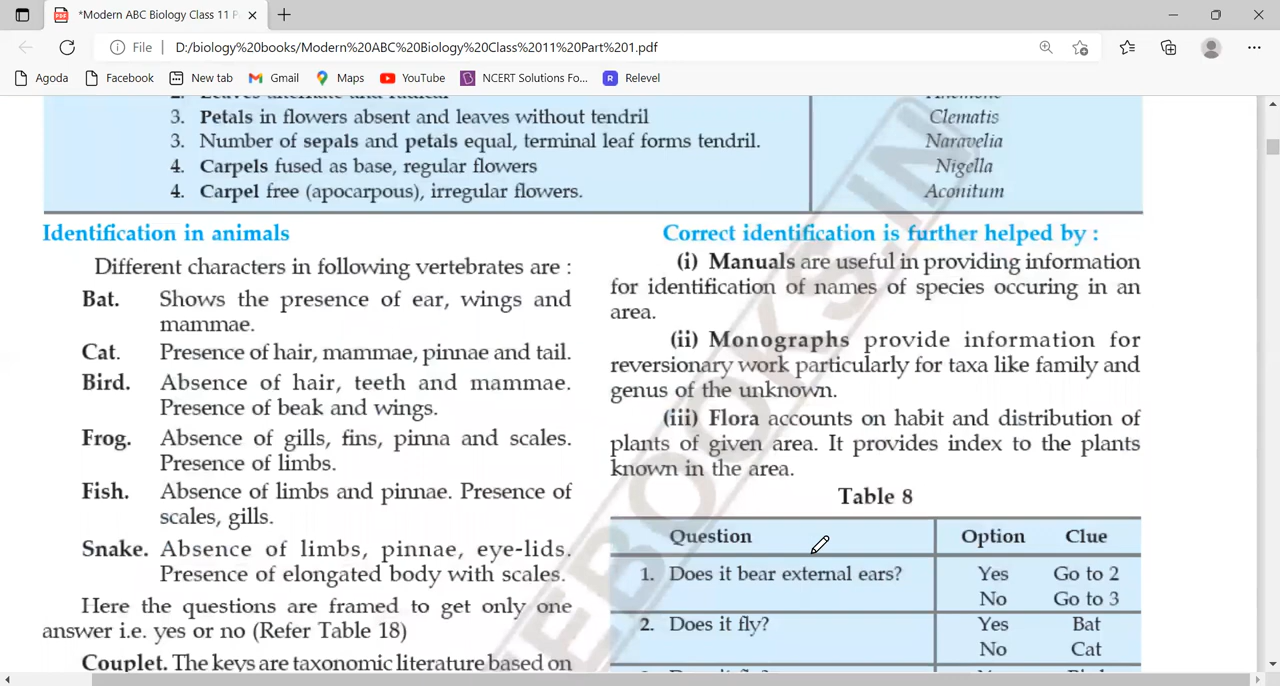 *Modern ABC Biology Class 11 P
File
D:/biology%20books/Modern%20ABC%20Biology%20Class%2011%20Part%201.pdf
Agoda Facebook New tab Gmail Maps YouTube NCERT Solutions Fo... Relevel
2. Leaves alternate and radical Anemone
3. Petals in flowers absent and leaves without tendril Clematis
3. Number of sepals and petals equal, terminal leaf forms tendril. Naravelia
4. Carpels fused as base, regular flowers Nigella
4. Carpel free (apocarpous), irregular flowers. Aconitum
Identification in animals
Different characters in following vertebrates are :
Bat. Shows the presence of ear, wings and
mammae.
Cat. Presence of hair, mammae, pinnae and tail.
Bird. Absence of hair, teeth and mammae.
Presence of beak and wings.
Frog. Absence of gills, fins, pinna and scales.
Presence of limbs.
Fish. Absence of limbs and pinnae. Presence of
scales, gills.
Snake. Absence of limbs, pinnae, eye-lids.
Presence of elongated body with scales.
Here the questions are framed to get only one
answer i.e. yes or no (Refer Table 18)
Couplet. The keys are taxonomic literature based on
Correct identification is further helped by :
(i) Manuals are useful in providing information
for identification of names of species occuring in an
area.
(ii) Monographs provide information for
reversionary work particularly for taxa like family and
genus of the unknown.
(iii) Flora accounts on habit and distribution of
plants of given area. It provides index to the plants
known in the area.
Table 8
Question Option Clue
1. Does it bear external ears? Yes Go to 2
No Go to 3
2. Does it fly? Yes Bat
No Cat